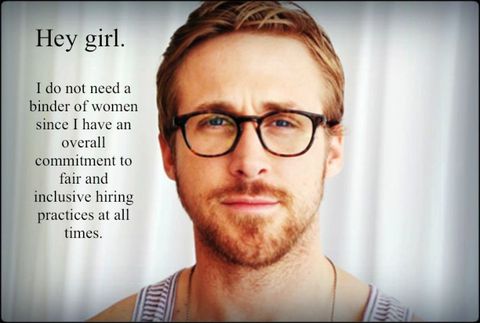 Hey girl.
I do not need a
binder of women
since I have an
overall
commitment to
fair and
inclusive hiring
practices at all
times.